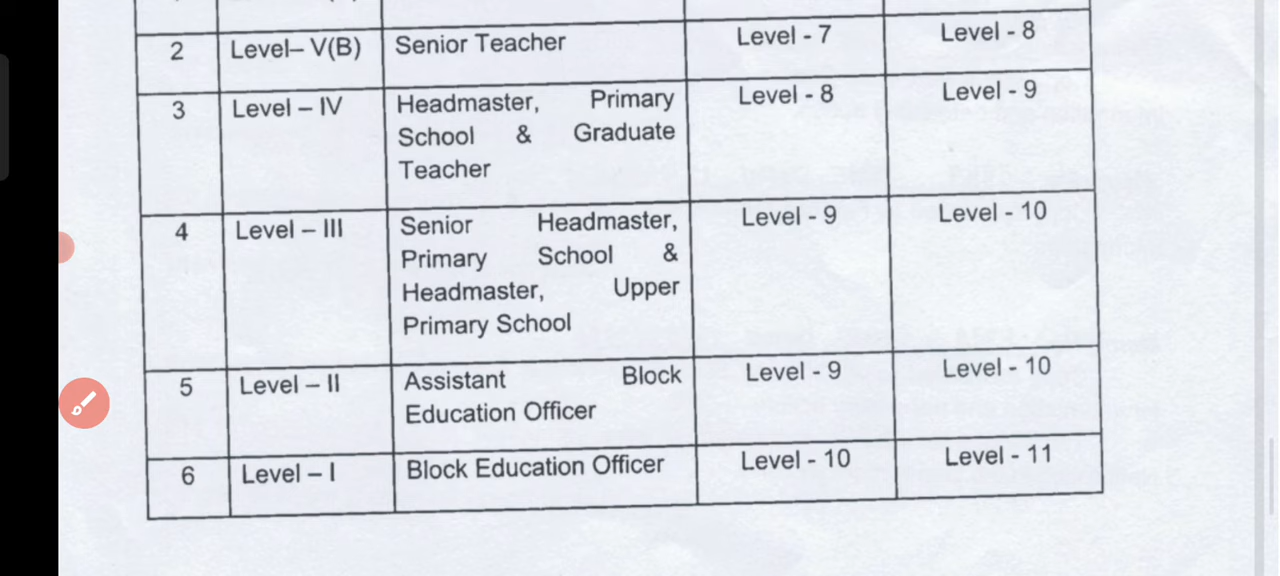 2 Level– V(B) Senior Teacher Level - 7 Level - 8
3 Level – IV Headmaster, Primary Level - 8 Level - 9
School & Graduate
Teacher
4 Level – III Senior Headmaster, Level - 9 Level - 10
Primary School &
Headmaster, Upper
Primary School
5 Level – II Assistant Block Level - 9 Level - 10
Education Officer
6 Level – I Block Education Officer Level - 10 Level - 11